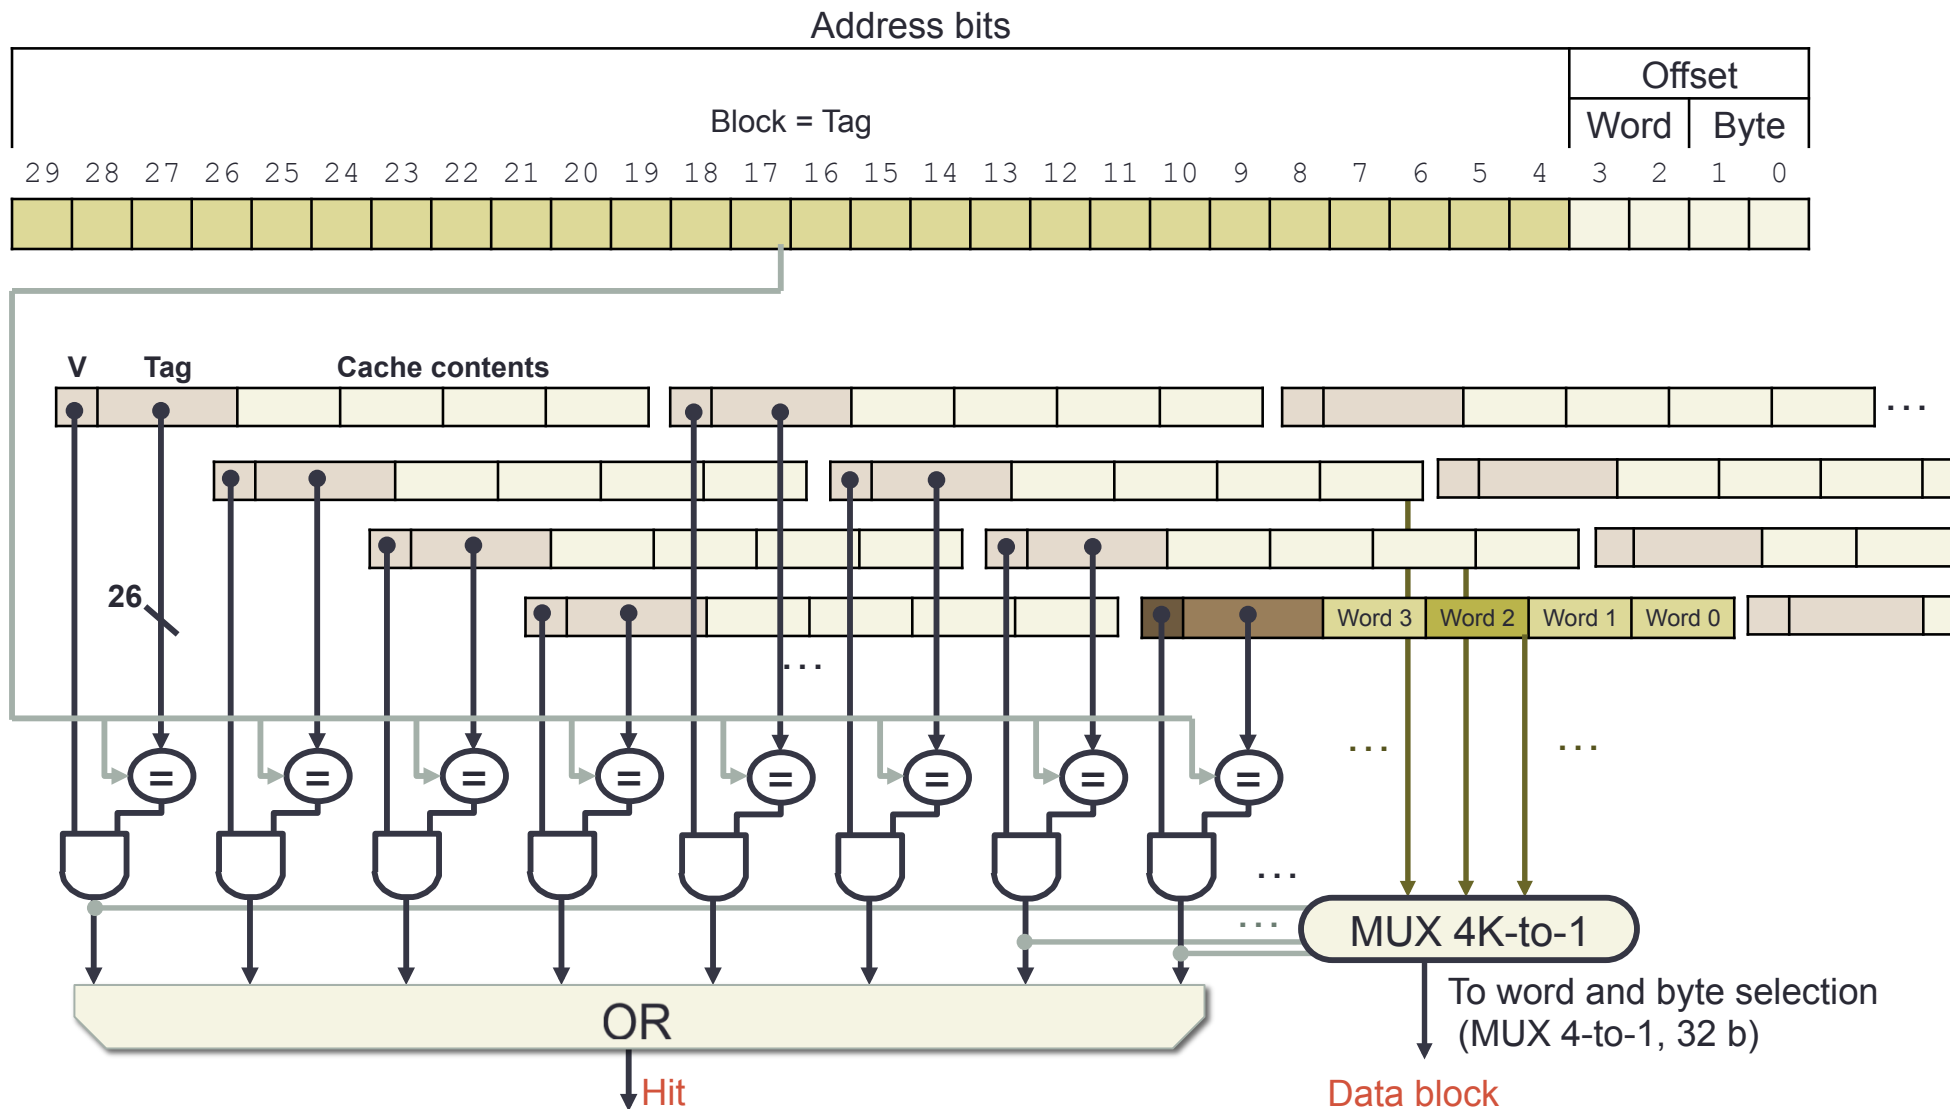 Address bits
Offset
Block = Tag
Word Byte
29 28 27 26 25 24 23 22 21 20 19 18 17 16 15 14 13 12 11 10 9 8 7 6 5 4 3 2 1 0
V Tag Cache contents
...
26
Word 3 Word 2 Word 1 Word 0
...
... ...
= = = = = = = =
...
...
MUX 4K-to-1
To word and byte selection
(MUX 4-to-1, 32 b)
OR
Hit
Data block